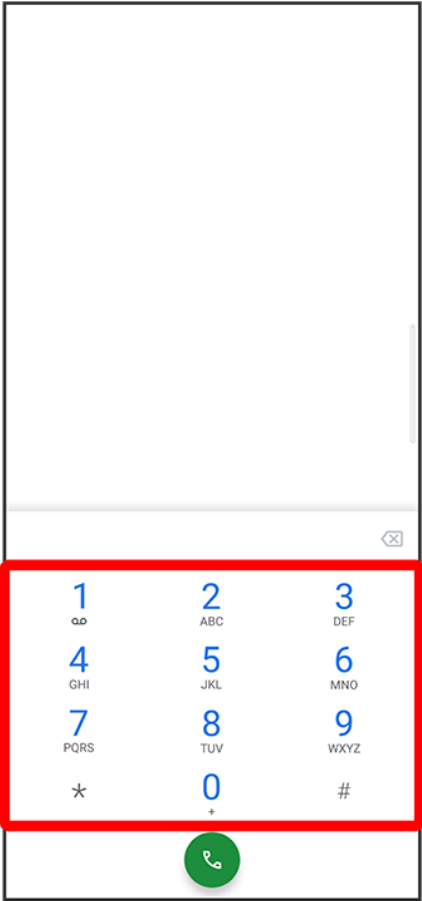 1 2 3
ABC DEF
4 5 6
GHI JKL MNO
7 8 9
PQRS TUV WXYZ
* 0 #
+